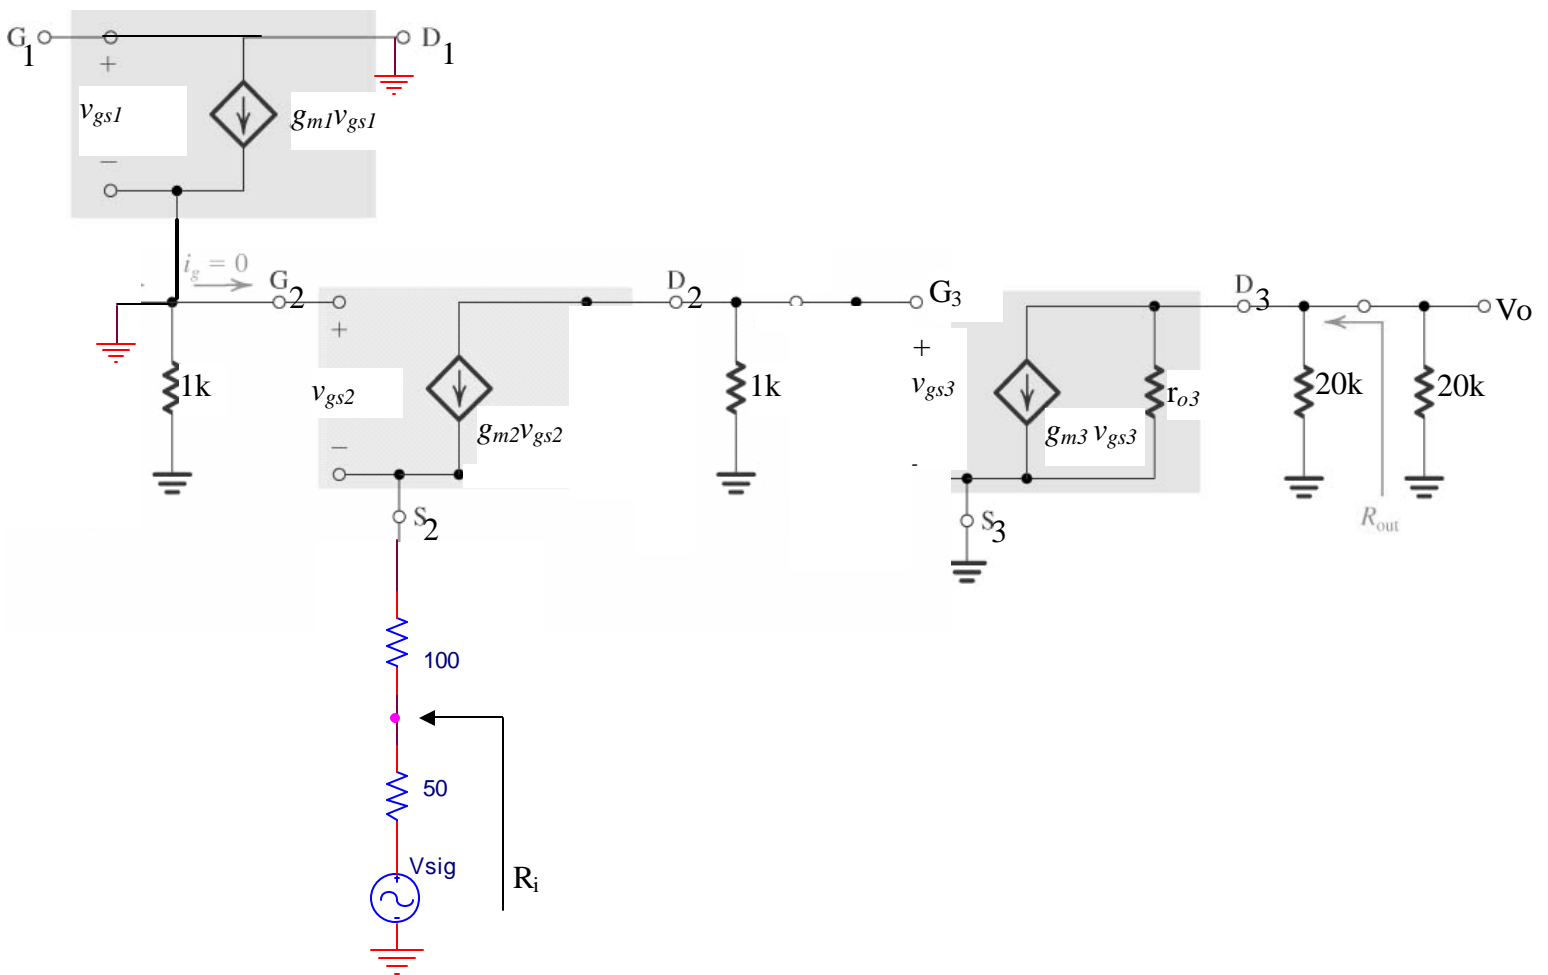 G1
D1
+
vgs1
gm1vgs1
—
ig = 0
G2
D2
G3
D3
Vo
+
+
1k
vgs2
gm2vgs2
1k
vgs3
gm3 vgs3
ro3
20k
20k
—
-
S2
S3
Rout
100
50
Vsig
+
-
Ri